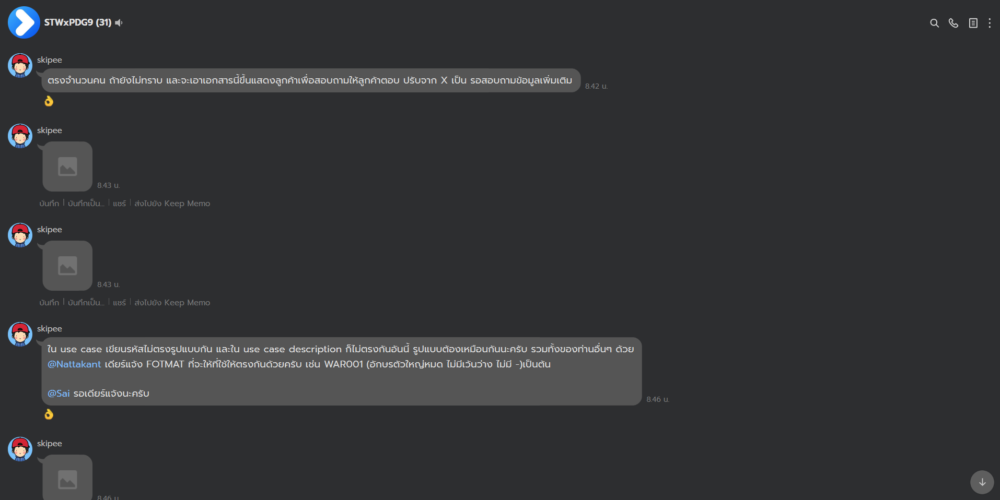 STWxPDG9 (31)
skipee
ตรงจำนวนคน ถ้ายังไม่ทราบ และจะเอาเอกสารนี้ขึ้นแสดงลูกค้าเพื่อสอบถามให้ลูกค้าตอบ ปรับจาก X เป็น รอสอบถามข้อมูลเพิ่มเติม
8.42 น.
skipee
8.43 น.
บันทึก | บันทึกเป็น... | แชร์ | ส่งไปยัง Keep Memo
skipee
8.43 น.
บันทึก | บันทึกเป็น... | แชร์ | ส่งไปยัง Keep Memo
skipee
ใน use case เขียนรหัสไม่ตรงรูปแบบกัน และใน use case description ก็ไม่ตรงกันอันนี้ รูปแบบต้องเหมือนกันนะครับ รวมทั้งของท่านอื่นๆ ด้วย
@Nattakant เดียร์แจ้ง FOTMAT ที่จะให้ที่ใช้ให้ตรงกันด้วยครับ เช่น WAR001 (อักษรตัวใหญ่หมด ไม่มีเว้นว่าง ไม่มี -)เป็นต้น
@Sai รอเดียร์แจ้งนะครับ
8.46 น.
skipee
8.46 น.